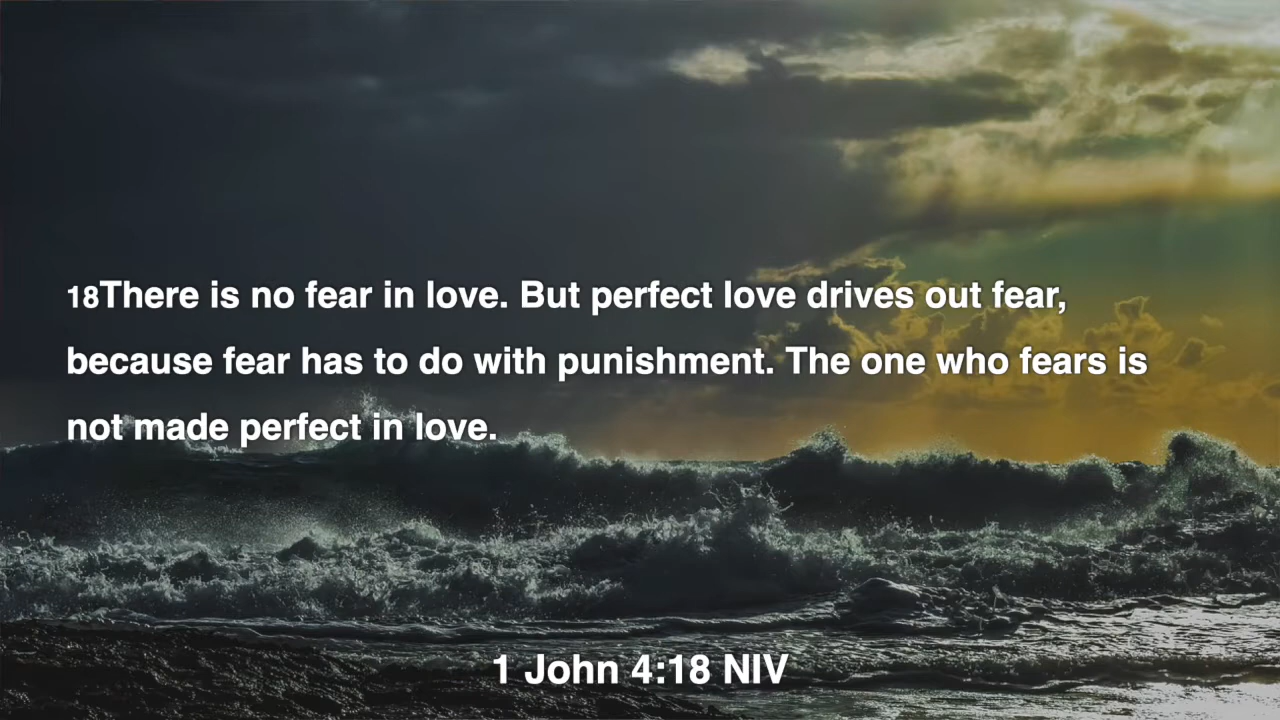 18There is no fear in love. But perfect love drives out fear,
because fear has to do with punishment. The one who fears is
not made perfect in love.
1 John 4:18 NIV